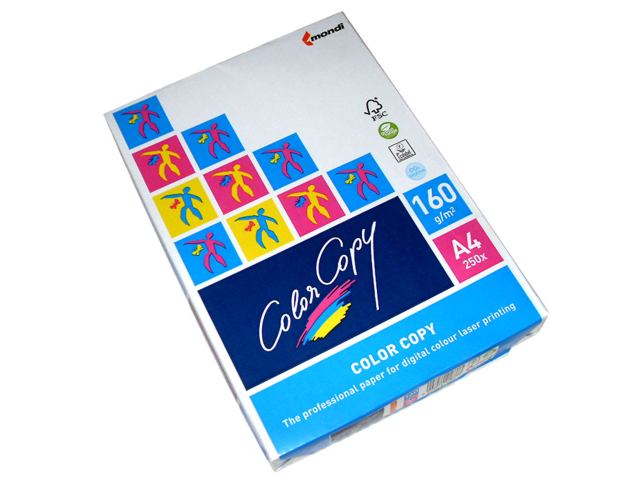 mondi
FSC
160
g/m²
A4
250x
Color Copy
COLOR COPY
The professional paper for digital colour laser printing